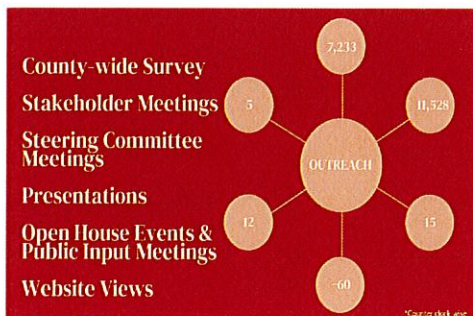 County-wide Survey
Stakeholder Meetings
Steering Committee
Meetings
Presentations
Open House Events &
Public Input Meetings
Website Views
7,233
5
11,528
OUTREACH
12
15
~60